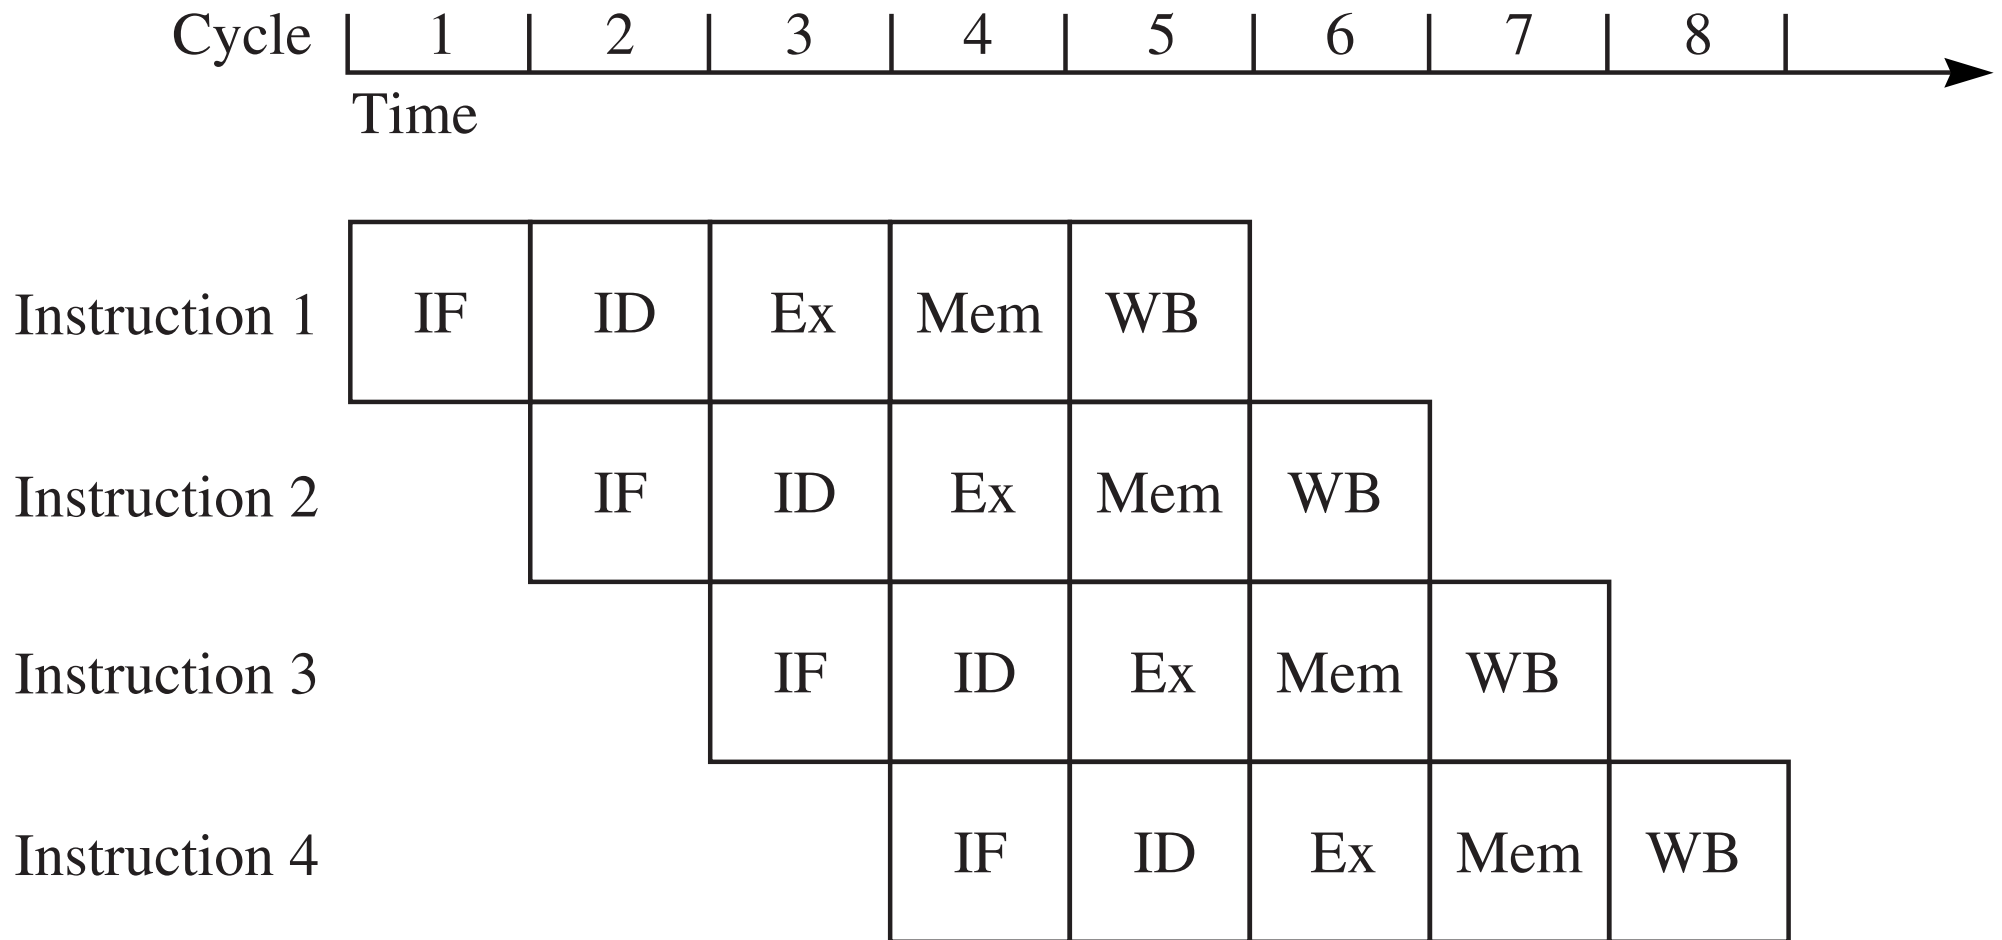 Cycle 1 2 3 4 5 6 7 8
Time
Instruction 1 IF ID Ex Mem WB
Instruction 2 IF ID Ex Mem WB
Instruction 3 IF ID Ex Mem WB
Instruction 4 IF ID Ex Mem WB